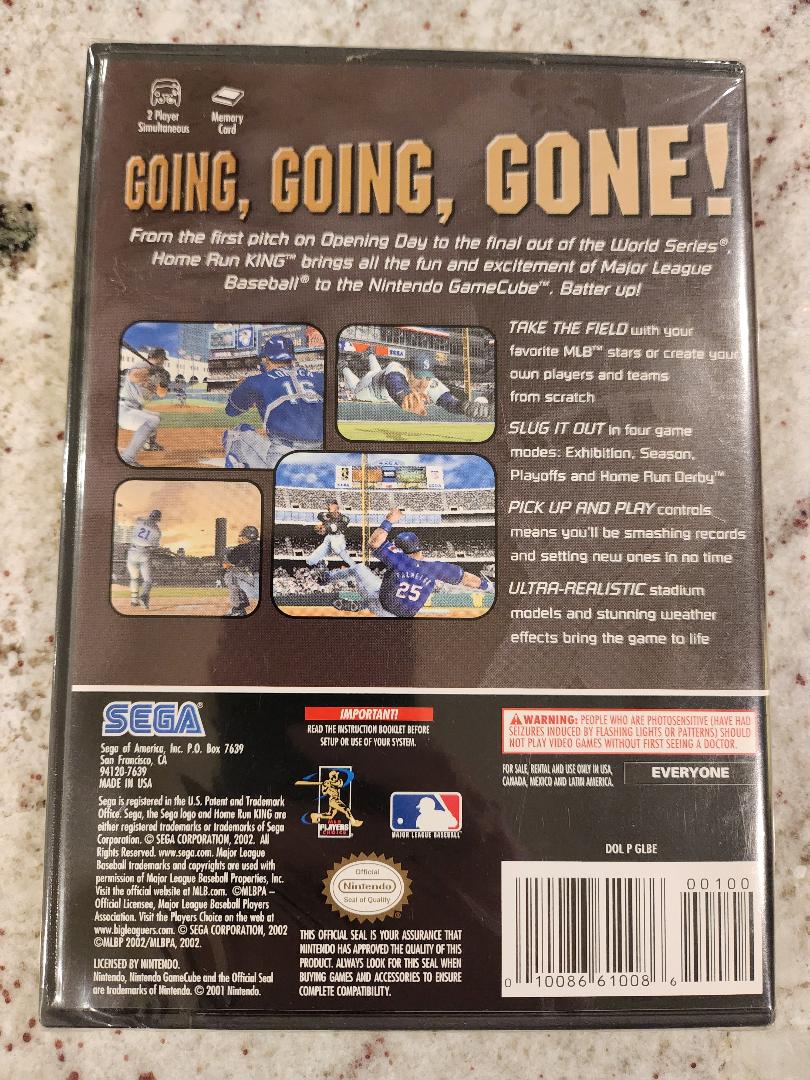 2 Player
Simultaneous
Memory
Card
GOING, GOING, GONE!
From the first pitch on Opening Day to the final out of the World Series®,
Home Run KING™ brings all the fun and excitement of Major League
Baseball® to the Nintendo GameCube™. Batter up!
TAKE THE FIELD with your
favorite MLB™ stars or create your
own players and teams
from scratch
SLUG IT OUT in four game
modes: Exhibition, Season,
Playoffs and Home Run Derby™
PICK UP AND PLAY controls
means you'll be smashing records
and setting new ones in no time
ULTRA-REALISTIC stadium
models and stunning weather
effects bring the game to life
15
SEGA
21
25
SEGA®
Sega of America, Inc. P.O. Box 7639
San Francisco, CA
94120-7639
MADE IN USA
Sega is registered in the U.S. Patent and Trademark
Office. Sega, the Sega logo and Home Run KING are
either registered trademarks or trademarks of Sega
Corporation. © SEGA CORPORATION, 2002. All
Rights Reserved. www.sega.com. Major League
Baseball trademarks and copyrights are used with
permission of Major League Baseball Properties, Inc.
Visit the official website at MLB.com. ©MLBPA –
Official Licensee, Major League Baseball Players
Association. Visit the Players Choice on the web at
www.bigleaguers.com. © SEGA CORPORATION, 2002
©MLBP 2002/MLBPA, 2002.
LICENSED BY NINTENDO.
Nintendo, Nintendo GameCube and the Official Seal
are trademarks of Nintendo. © 2001 Nintendo.
IMPORTANT!
READ THE INSTRUCTION BOOKLET BEFORE
SETUP OR USE OF YOUR SYSTEM.
MLB
PLAYERS
CHOICE
MAJOR LEAGUE BASEBALL
Official
Nintendo
Seal of Quality
THIS OFFICIAL SEAL IS YOUR ASSURANCE THAT
NINTENDO HAS APPROVED THE QUALITY OF THIS
PRODUCT. ALWAYS LOOK FOR THIS SEAL WHEN
BUYING GAMES AND ACCESSORIES TO ENSURE
COMPLETE COMPATIBILITY.
WARNING: PEOPLE WHO ARE PHOTOSENSITIVE (HAVE HAD
SEIZURES INDUCED BY FLASHING LIGHTS OR PATTERNS) SHOULD
NOT PLAY VIDEO GAMES WITHOUT FIRST SEEING A DOCTOR.
FOR SALE, RENTAL AND USE ONLY IN USA,
CANADA, MEXICO AND LATIN AMERICA.
EVERYONE
DOL P GLBE
00100
0 10086 61008 6